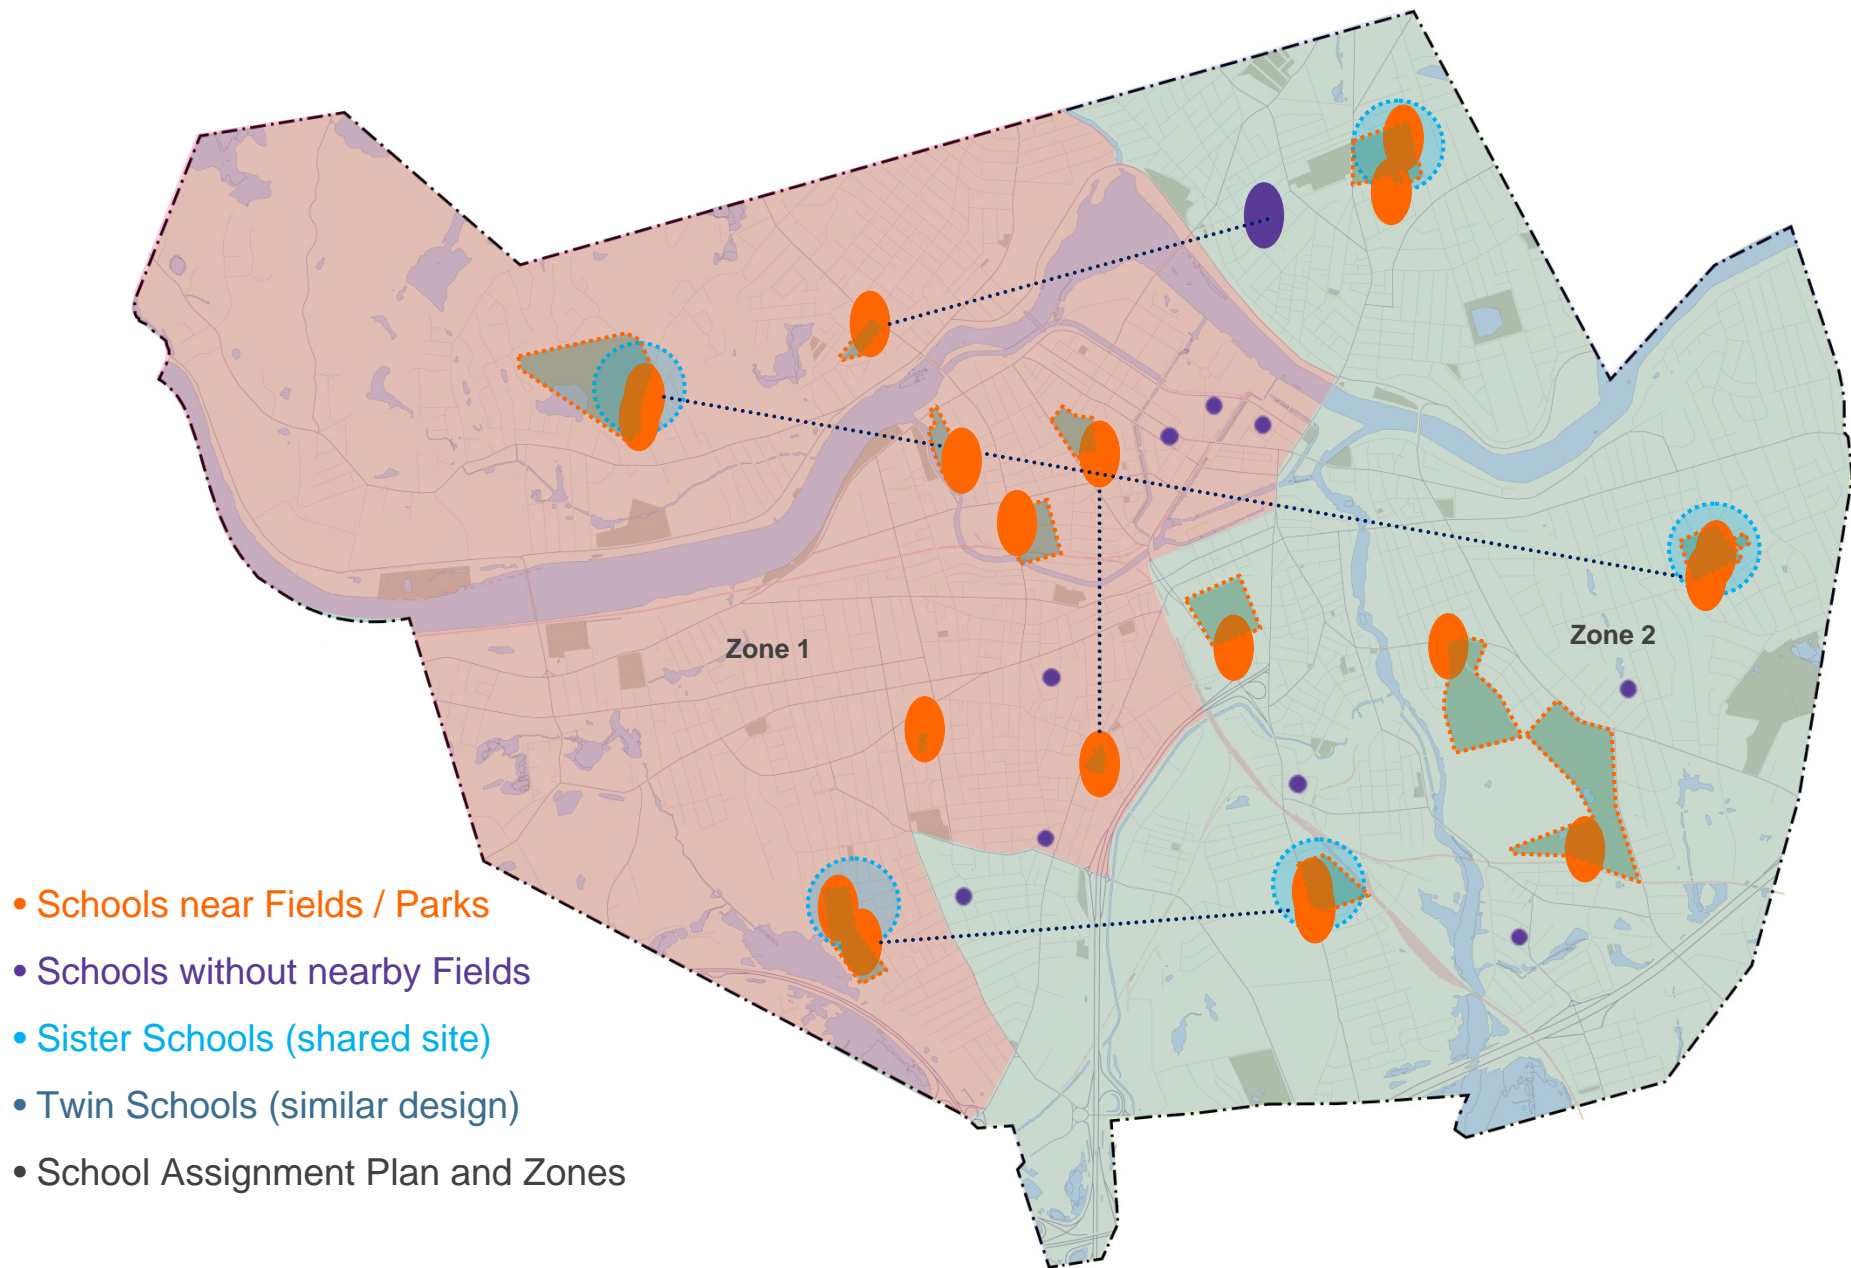 Zone 1
Zone 2
• Schools near Fields / Parks
• Schools without nearby Fields
• Sister Schools (shared site)
• Twin Schools (similar design)
• School Assignment Plan and Zones